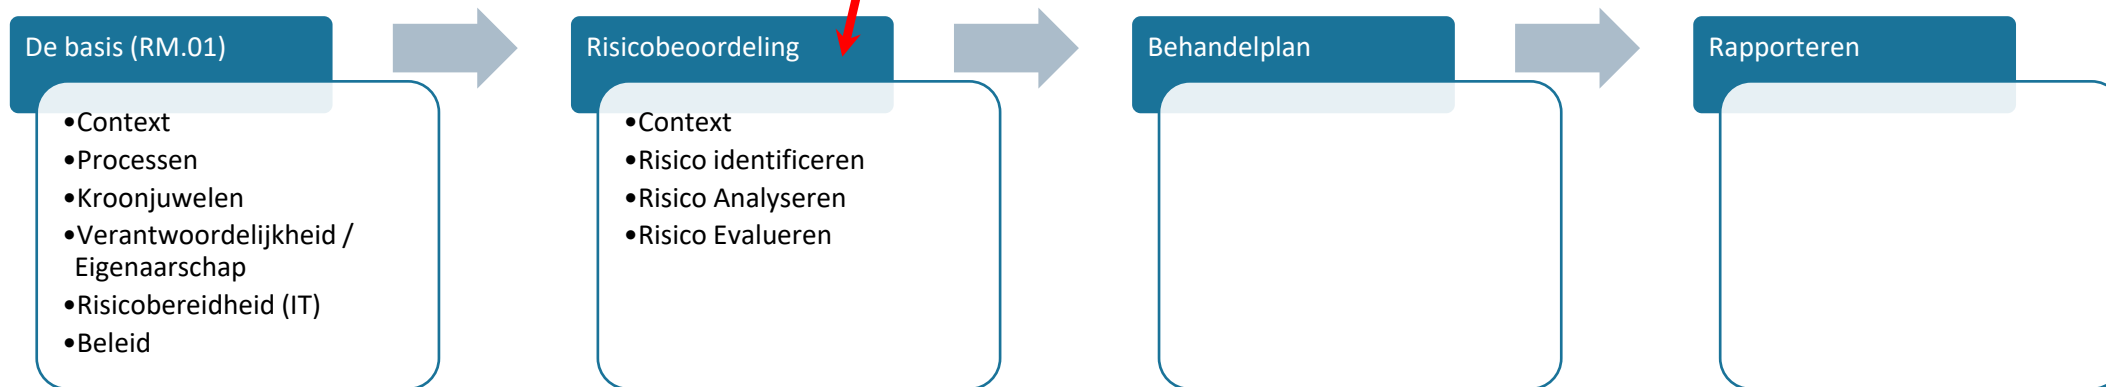 De basis (RM.01)
•Context
•Processen
•Kroonjuwelen
•Verantwoordelijkheid /
Eigenaarschap
•Risicobereidheid (IT)
•Beleid
Risicobeoordeling
•Context
•Risico identificeren
•Risico Analyseren
•Risico Evalueren
Behandelplan
Rapporteren